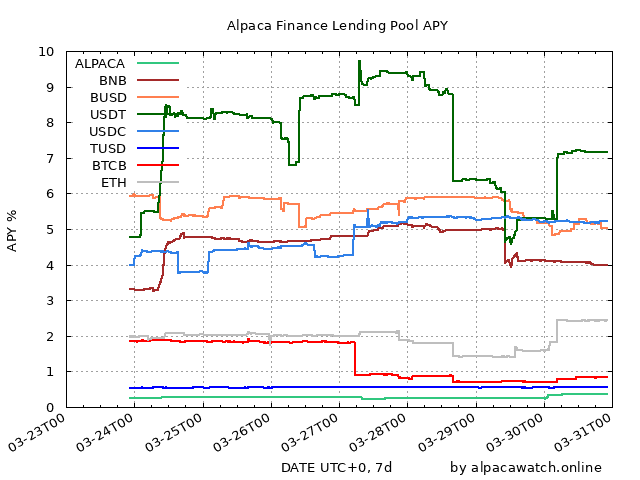 Alpaca Finance Lending Pool APY
10
9
8
7
6
5
4
3
2
1
0
APY %
ALPACA
BNB
BUSD
USDT
USDC
TUSD
BTCB
ETH
03-23T00
03-24T00
03-25T00
03-26T00
03-27T00
03-28T00
03-29T00
03-30T00
03-31T00
DATE UTC+0, 7d
by alpacawatch.online